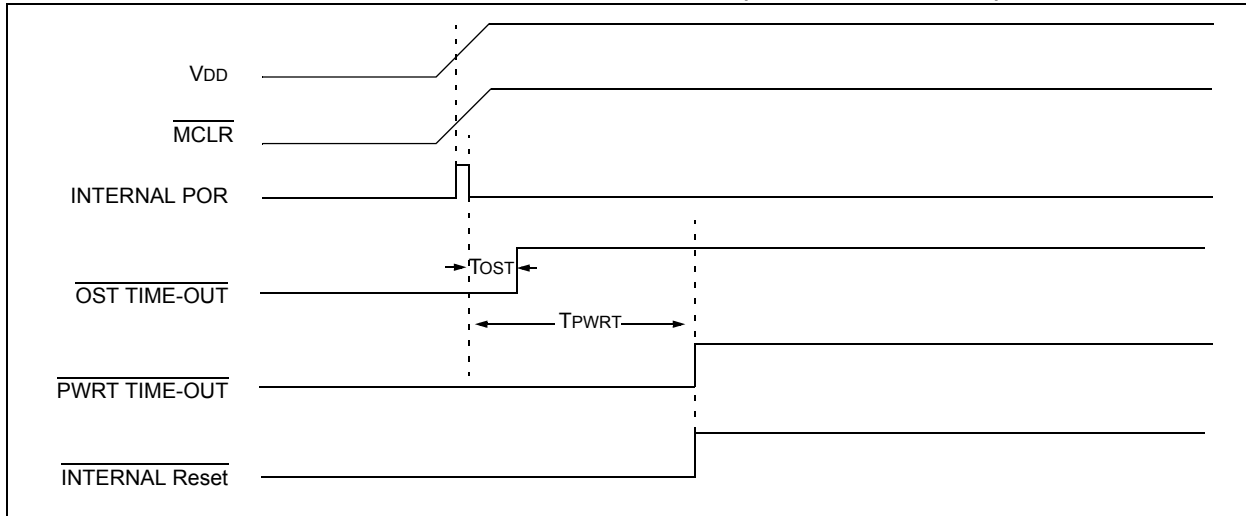 VDD
MCLR
INTERNAL POR
TOST
OST TIME-OUT
TPWRT
PWRT TIME-OUT
INTERNAL Reset